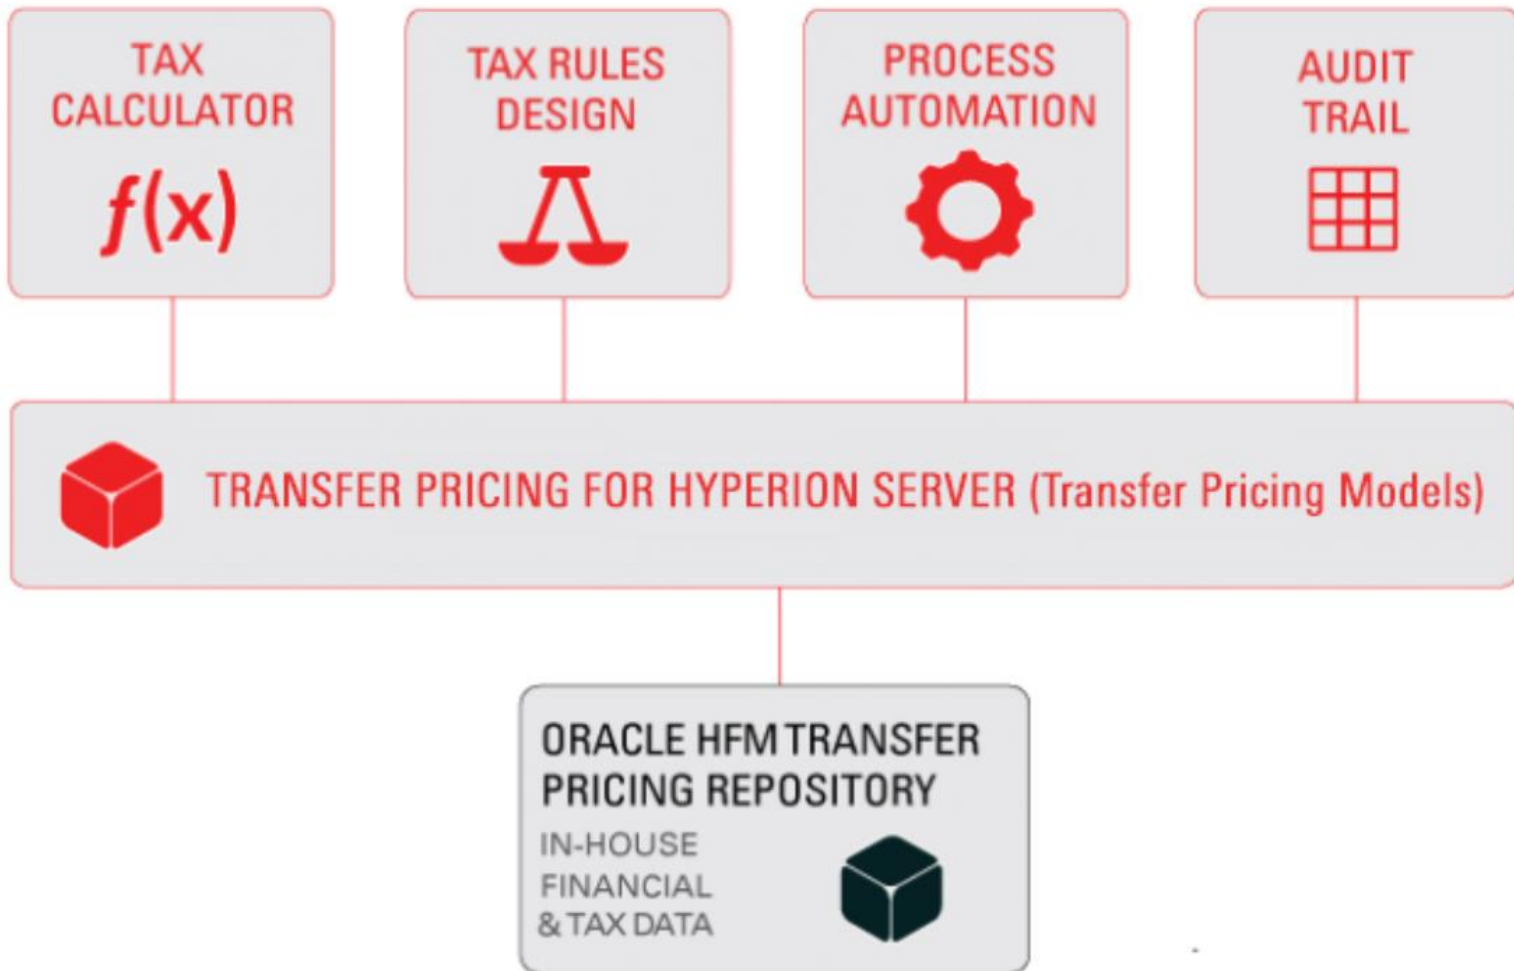 TAX
CALCULATOR
f(x)
TAX RULES
DESIGN
PROCESS
AUTOMATION
AUDIT
TRAIL
TRANSFER PRICING FOR HYPERION SERVER (Transfer Pricing Models)
ORACLE HFM TRANSFER
PRICING REPOSITORY
IN-HOUSE
FINANCIAL
& TAX DATA